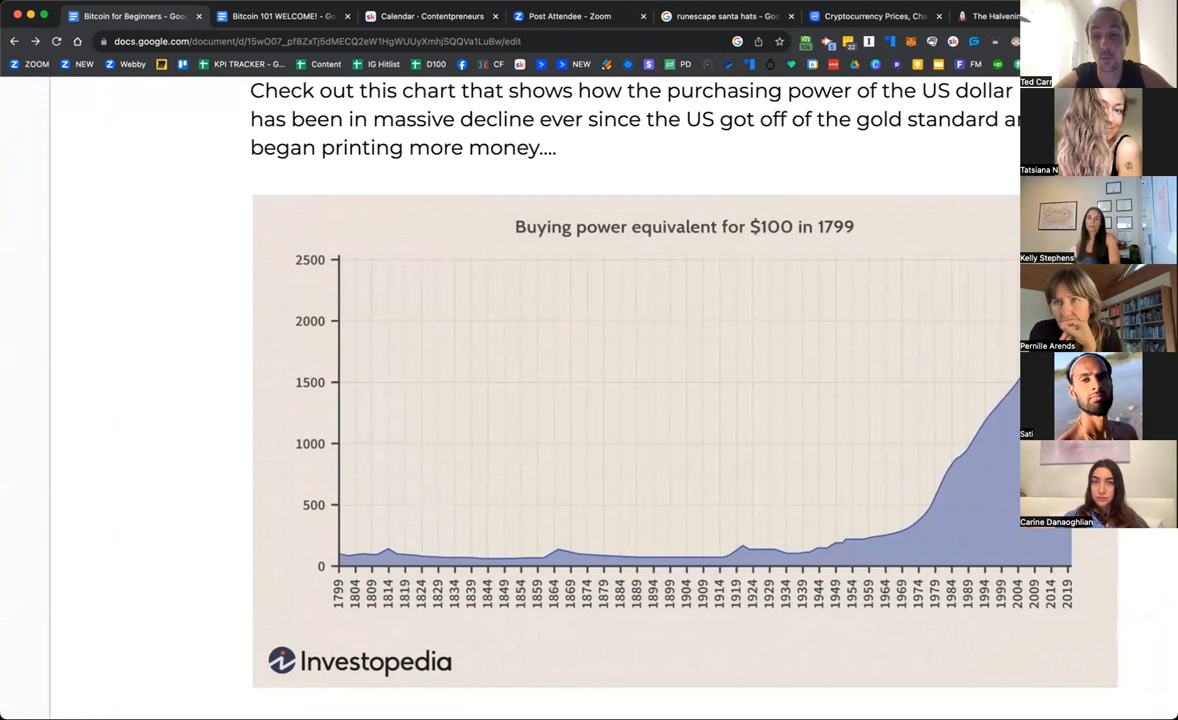 Bitcoin for Beginners - Goo
Bitcoin 101 WELCOME! - Go
Calendar · Contentpreneurs
Post Attendee - Zoom
runescape santa hats - Goo
Cryptocurrency Prices, Cha
The Halvenin
docs.google.com/document/d/15wO07_pf8ZxTj5dMECQ2eW1HgWUUyXmhjSQQVa1LuBw/edit
ZOOM
NEW
Webby
KPI TRACKER - G...
Content
IG Hitlist
D100
CF
NEW
PD
FM
Check out this chart that shows how the purchasing power of the US dollar
has been in massive decline ever since the US got off of the gold standard an
began printing more money....
Buying power equivalent for $100 in 1799
2500
2000
1500
1000
500
0
1799 1804 1809 1814 1819 1824 1829 1834 1839 1844 1849 1854 1859 1864 1869 1874 1879 1884 1889 1894 1899 1904 1909 1914 1919 1924 1929 1934 1939 1944 1949 1954 1959 1964 1969 1974 1979 1984 1989 1994 1999 2004 2009 2014 2019
Investopedia
Ted Carr
Tatsiana N
Kelly Stephens
Pernille Arends
Sati
Carine Danaoghlian